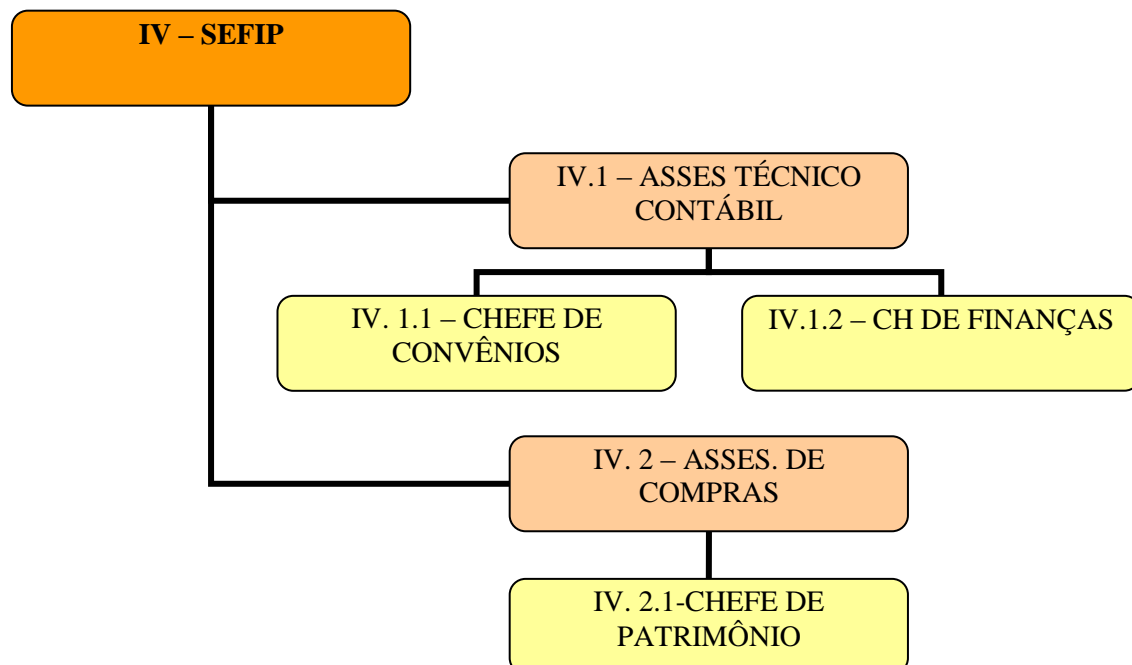 IV – SEFIP
IV.1 – ASSES TÉCNICO
CONTÁBIL
IV. 1.1 – CHEFE DE
CONVÊNIOS
IV.1.2 – CH DE FINANÇAS
IV. 2 – ASSES. DE
COMPRAS
IV. 2.1-CHEFE DE
PATRIMÔNIO